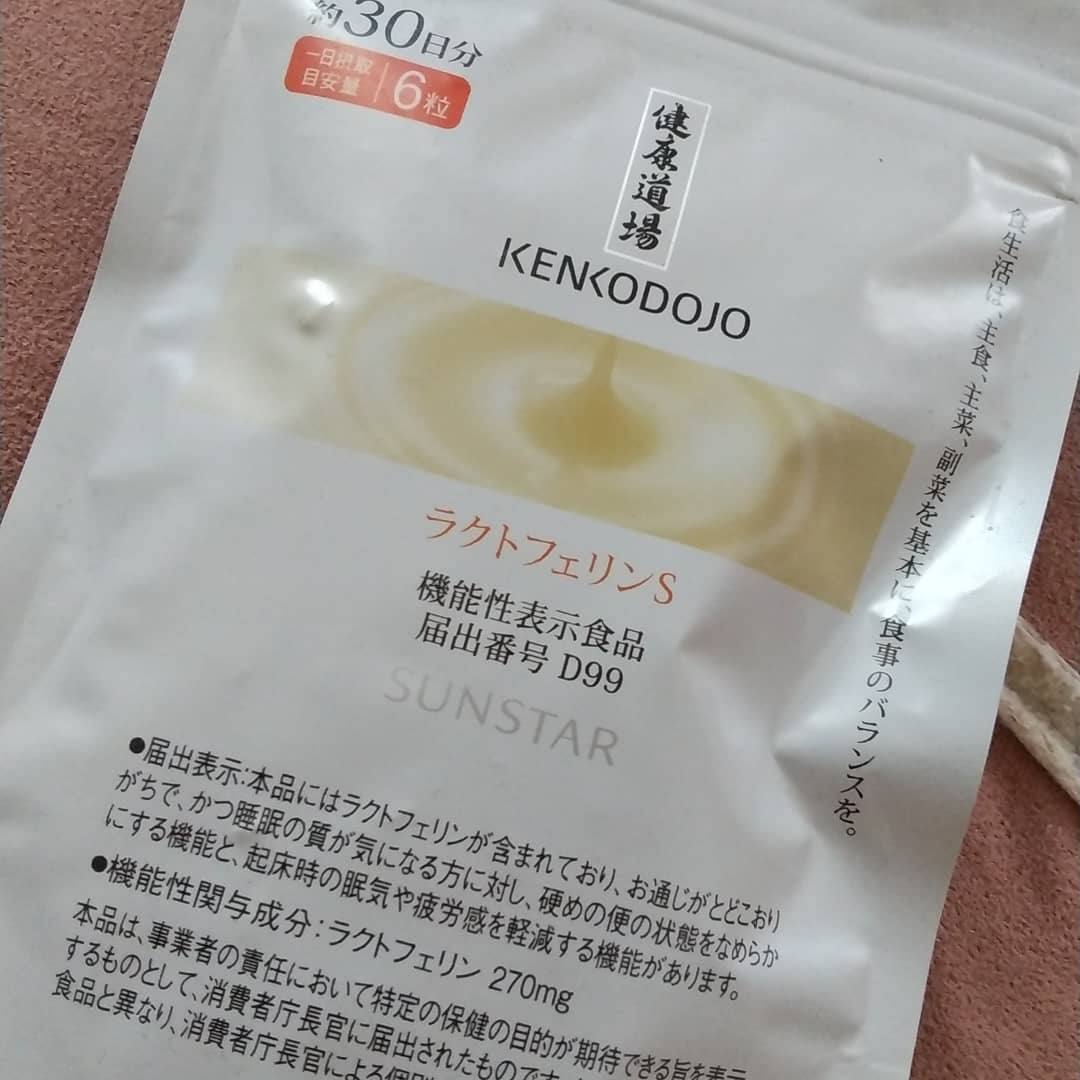 約30日分
一日摂取
目安量
6粒
健康道場
KENKODOJO
食生活は、主食、主菜、副菜を基本に、食事のバランスを。
ラクトフェリンS
機能性表示食品
届出番号 D99
SUNSTAR
●届出表示:本品にはラクトフェリンが含まれており、お通じがとどこおり
がちで、かつ睡眠の質が気になる方に対し、硬めの便の状態をなめらか
にする機能と、起床時の眠気や疲労感を軽減する機能があります。
●機能性関与成分:ラクトフェリン 270mg
本品は、事業者の責任において特定の保健の目的が期待できる旨を表示
するものとして、消費者庁長官に届出されたものです
食品と異なり、消費者庁長官による個別